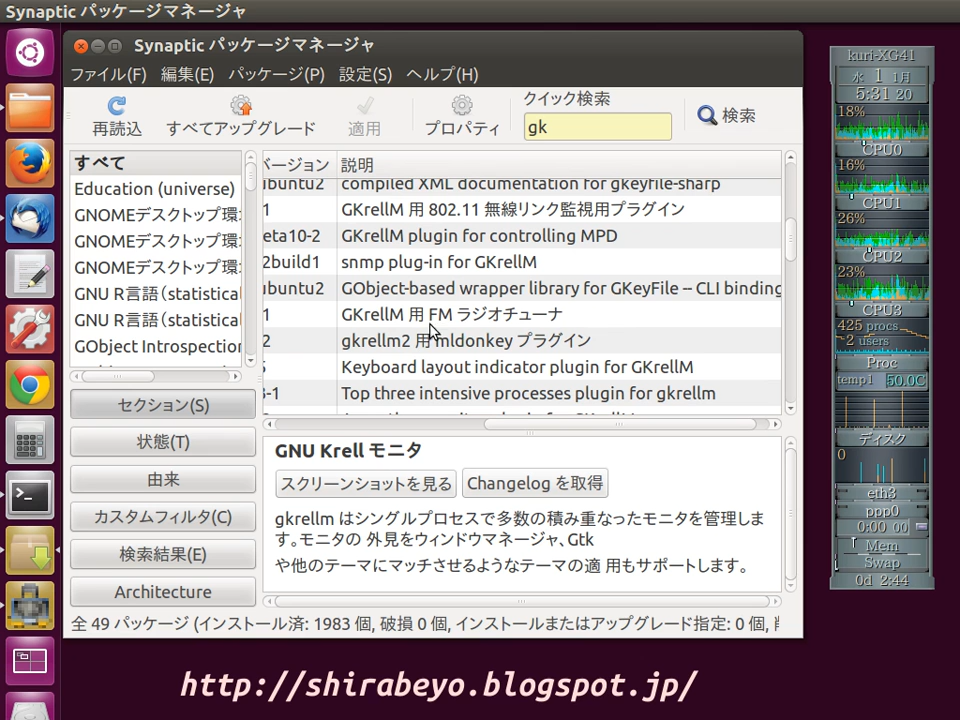 Synaptic パッケージマネージャ
Synaptic パッケージマネージャ
ファイル(F) 編集(E) パッケージ(P) 設定(S) ヘルプ(H)
再読込 すべてアップグレード 適用 プロパティ クイック検索 検索
gk
すべて
Education (universe)
GNOMEデスクトップ環
GNOMEデスクトップ環
GNOMEデスクトップ環
GNU R言語 (statistical
GNU R言語 (statistical
GObject Introspection
バージョン 説明
ubuntu2 compiled XML documentation for gkeyfile-sharp
1 GKrellM 用 802.11 無線リンク監視用プラグイン
eta10-2 GKrellM plugin for controlling MPD
2build1 snmp plug-in for GKrellM
ubuntu2 GObject-based wrapper library for GKeyFile -- CLI binding
1 GKrellM 用 FM ラジオチューナ
2 gkrellm2 用 mldonkey プラグイン
Keyboard layout indicator plugin for GKrellM
3-1 Top three intensive processes plugin for gkrellm
セクション(S)
状態(T)
由来
カスタムフィルタ(C)
検索結果(E)
Architecture
GNU Krell モニタ
スクリーンショットを見る Changelog を取得
gkrellm はシングルプロセスで多数の積み重なったモニタを管理しま
す。モニタの 外見をウィンドウマネージャ、Gtk
や他のテーマにマッチさせるようなテーマの適 用もサポートします。
全 49 パッケージ (インストール済: 1983 個, 破損 0 個, インストールまたはアップグレード指定: 0 個, 削
kuri-XG41
水 1 1月
5:31 20
18%
CPU0
16%
CPU1
26%
CPU2
23%
CPU3
425 procs
2 users
Proc
temp1 50.0C
ディスク
0
eth3
ppp0
0:00 00
Mem
Swap
0d 2:44
http://shirabeyo.blogspot.jp/